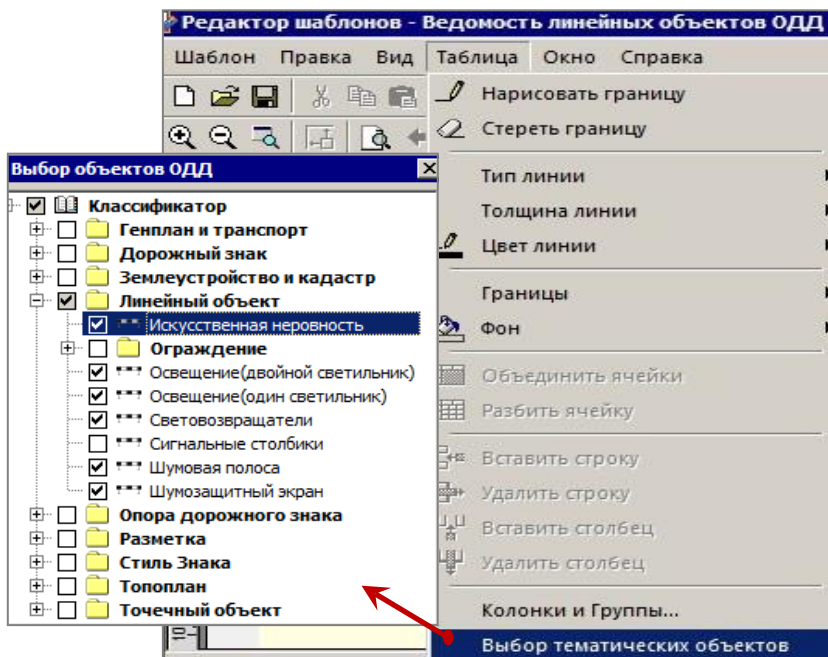 Редактор шаблонов - Ведомость линейных объектов ОДД
Шаблон Правка Вид Таблица Окно Справка
Нарисовать границу
Стереть границу
Тип линии
Толщина линии
Цвет линии
Границы
Фон
Объединить ячейки
Разбить ячейку
Вставить строку
Удалить строку
Вставить столбец
Удалить столбец
Колонки и Группы...
Выбор тематических объектов
Выбор объектов ОДД
Классификатор
Генплан и транспорт
Дорожный знак
Землеустройство и кадастр
Линейный объект
Искусственная неровность
Ограждение
Освещение(двойной светильник)
Освещение(один светильник)
Световозвращатели
Сигнальные столбики
Шумовая полоса
Шумозащитный экран
Опора дорожного знака
Разметка
Стиль Знака
Топоплан
Точечный объект